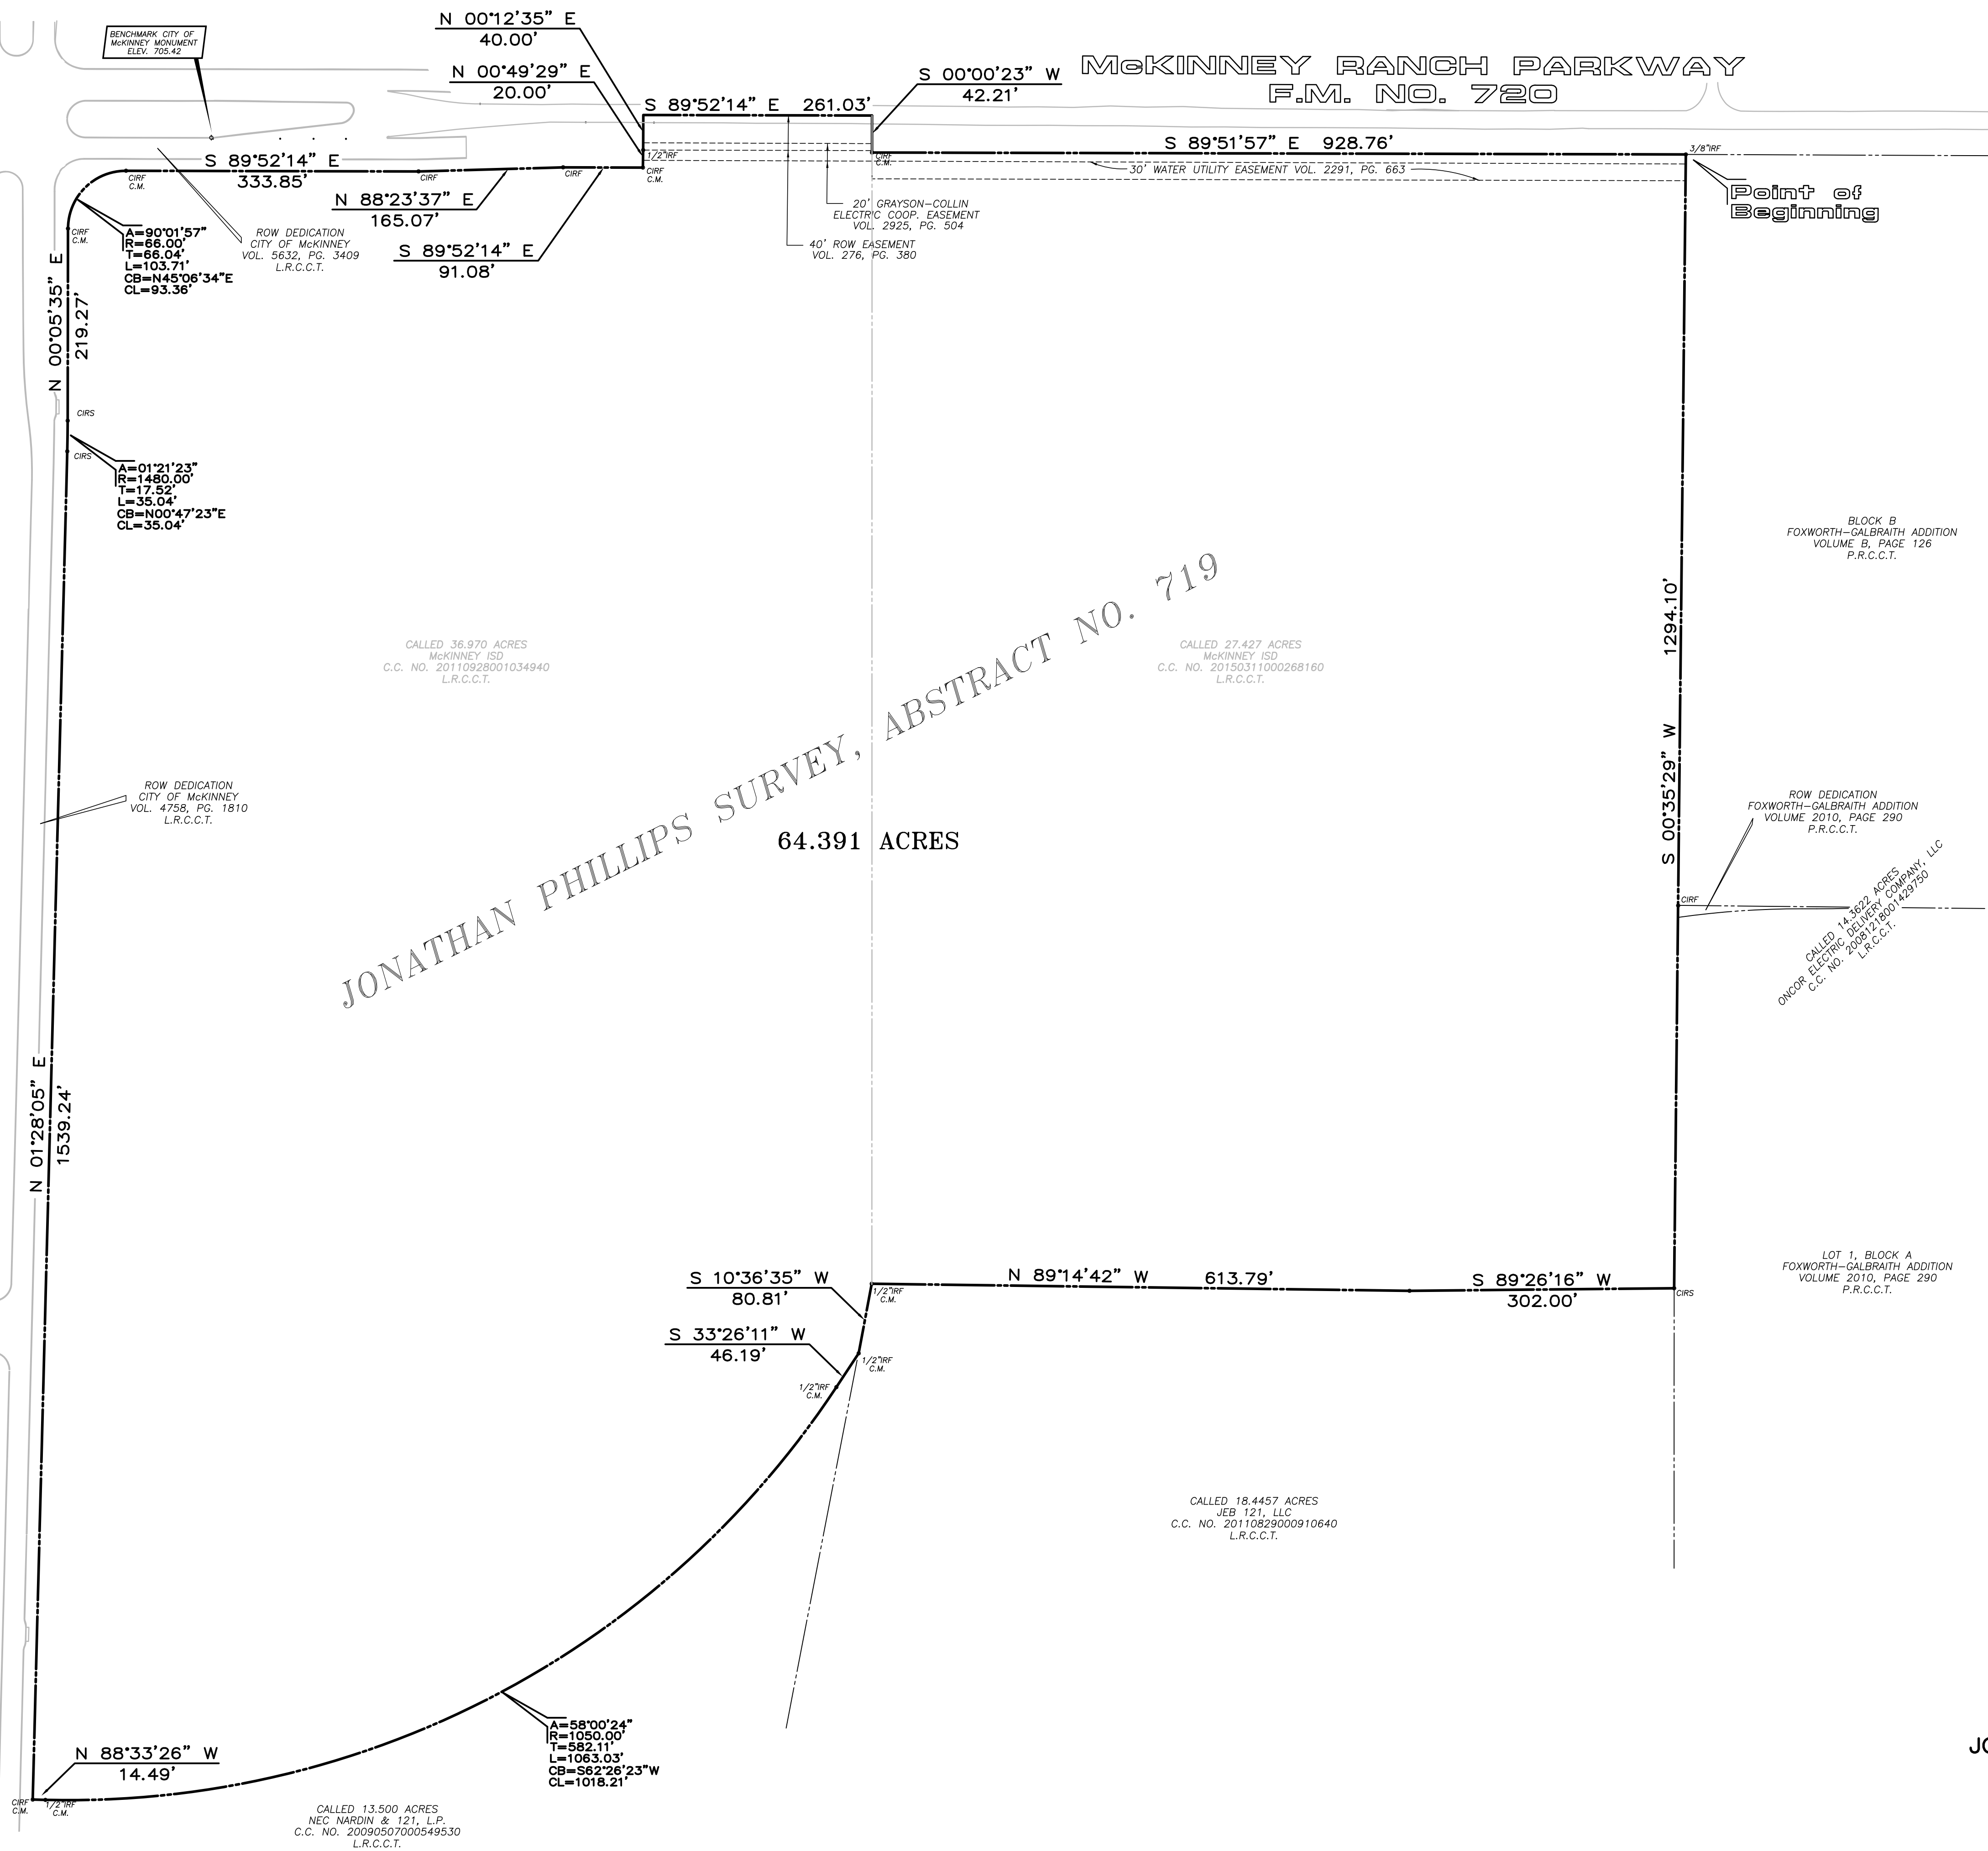 BENCHMARK CITY OF
McKINNEY MONUMENT
ELEV. 705.42
N 00°12'35" E
40.00'
N 00°49'29" E
20.00'
S 89°52'14" E 261.03'
S 00°00'23" W
42.21'
McKINNEY RANCH PARKWAY
F.M. NO. 720
S 89°51'57" E 928.76'
3/8"IRF
Point of
Beginning
S 89°52'14" E
333.85'
CIRF
C.M.
CIRF
CIRF
1/2"IRF
CIRF
C.M.
CIRF
C.M.
30' WATER UTILITY EASEMENT VOL. 2291, PG. 663
N 88°23'37" E
165.07'
S 89°52'14" E
91.08'
20' GRAYSON-COLLIN
ELECTRIC COOP. EASEMENT
VOL. 2925, PG. 504
40' ROW EASEMENT
VOL. 276, PG. 380
CIRF
C.M.
A=90°01'57"
R=66.00'
T=66.04'
L=103.71'
CB=N45°06'34"E
CL=93.36'
ROW DEDICATION
CITY OF McKINNEY
VOL. 5632, PG. 3409
L.R.C.C.T.
N 00°05'35" E
219.27'
CIRS
CIRS
A=01°21'23"
R=1480.00'
T=17.52'
L=35.04'
CB=N00°47'23"E
CL=35.04'
BLOCK B
FOXWORTH-GALBRAITH ADDITION
VOLUME B, PAGE 126
P.R.C.C.T.
JONATHAN PHILLIPS SURVEY, ABSTRACT NO. 719
CALLED 36.970 ACRES
McKINNEY ISD
C.C. NO. 20110928001034940
L.R.C.C.T.
CALLED 27.427 ACRES
McKINNEY ISD
C.C. NO. 20150311000268160
L.R.C.C.T.
S 00°35'29" W 1294.10'
ROW DEDICATION
CITY OF McKINNEY
VOL. 4758, PG. 1810
L.R.C.C.T.
64.391 ACRES
ROW DEDICATION
FOXWORTH-GALBRAITH ADDITION
VOLUME 2010, PAGE 290
P.R.C.C.T.
CIRF
CALLED 14.3622 ACRES
ONCOR ELECTRIC DELIVERY COMPANY, LLC
C.C. NO. 20081218001429750
L.R.C.C.T.
N 01°28'05" E
1539.24'
S 10°36'35" W
80.81'
N 89°14'42" W 613.79'
S 89°26'16" W
302.00'
1/2"IRF
C.M.
CIRS
LOT 1, BLOCK A
FOXWORTH-GALBRAITH ADDITION
VOLUME 2010, PAGE 290
P.R.C.C.T.
S 33°26'11" W
46.19'
1/2"IRF
C.M.
1/2"IRF
C.M.
CALLED 18.4457 ACRES
JEB 121, LLC
C.C. NO. 20110829000910640
L.R.C.C.T.
A=58°00'24"
R=1050.00'
T=582.11'
L=1063.03'
CB=S62°26'23"W
CL=1018.21'
JO
N 88°33'26" W
14.49'
CIRF
C.M.
1/2"IRF
C.M.
CALLED 13.500 ACRES
NEC NARDIN & 121, L.P.
C.C. NO. 20090507000549530
L.R.C.C.T.